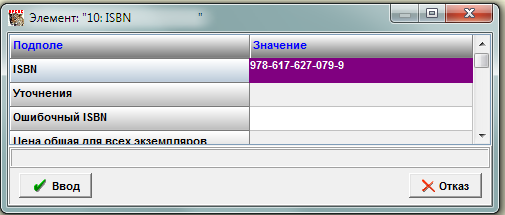 Элемент: "10: ISBN "
Подполе Значение
ISBN 978-617-627-079-9
Уточнения
Ошибочный ISBN
Цена общая для всех экземпляров
Ввод Отказ